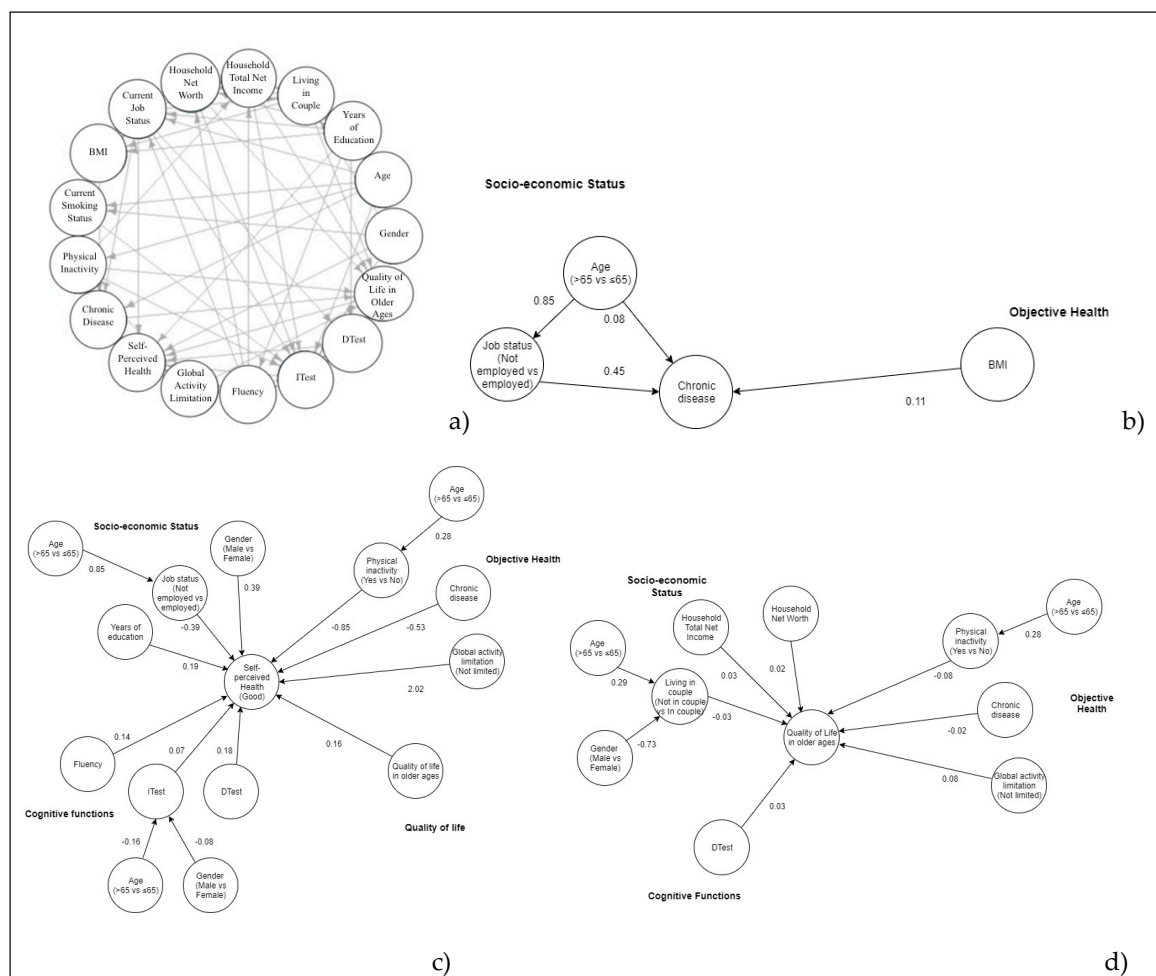 Household
Net
Worth
Household
Total Net
Income
Living
in
Couple
Years
of
Education
Age
Gender
Quality of
Life in
Older
Ages
DTest
ITest
Fluency
Global
Activity
Limitation
Self-
Perceived
Health
Chronic
Disease
Physical
Inactivity
Current
Smoking
Status
BMI
Current
Job
Status
a)
Socio-economic Status
Age
(>65 vs ≤65)
0.85
0.08
Job status
(Not
employed vs
employed)
0.45
Chronic
disease
Objective Health
BMI
0.11
b)
Socio-economic Status
Age
(>65 vs ≤65)
0.85
Job status
(Not
employed vs
employed)
-0.39
Gender
(Male vs
Female)
0.39
Years of
education
0.19
Age
(>65 vs ≤65)
0.28
Physical
inactivity
(Yes vs No)
-0.85
Objective Health
Chronic
disease
-0.53
Global activity
limitation
(Not limited)
2.02
Self-
perceived
Health
(Good)
Fluency
0.14
ITest
0.07
DTest
0.18
Quality of life
in older ages
0.16
Cognitive functions
Quality of life
-0.16
-0.08
Age
(>65 vs ≤65)
Gender
(Male vs
Female)
c)
Socio-economic
Status
Age
(>65 vs ≤65)
0.29
Living in
couple
(Not in couple
vs In couple)
-0.03
Gender
(Male vs
Female)
-0.73
Household
Total Net
Income
0.03
Household
Net Worth
0.02
Age
(>65 vs ≤65)
0.28
Physical
inactivity
(Yes vs No)
-0.08
Objective
Health
Chronic
disease
-0.02
Global activity
limitation
(Not limited)
0.08
Quality of Life
in older ages
0.03
DTest
Cognitive Functions
d)